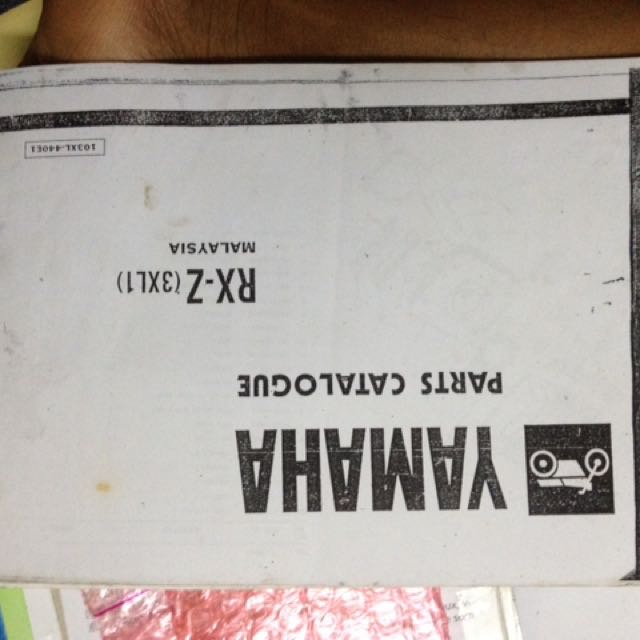 YAMAHA
PARTS CATALOGUE
RX-Z (3XL1)
MALAYSIA
103XL-440E1